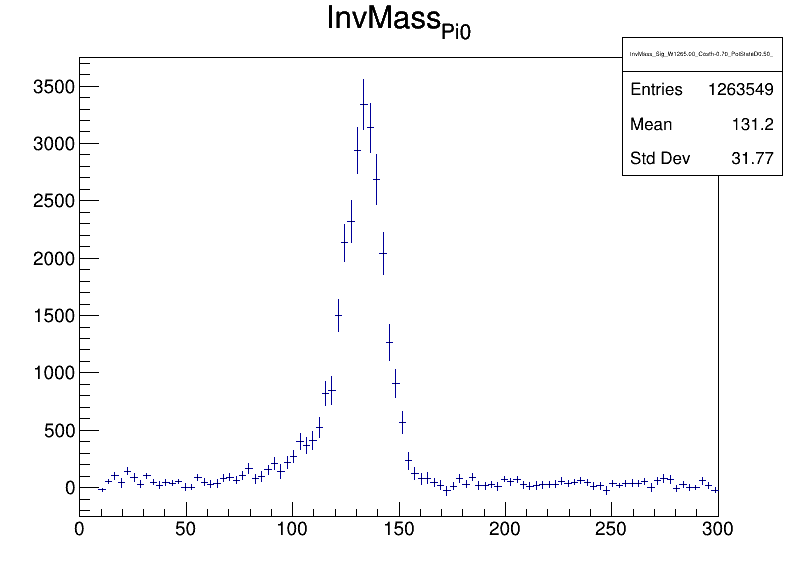 InvMass_Pi0
InvMass_Sig_W1265.00_Costh-0.70_PolStateD0.50_
Entries 1263549
Mean 131.2
Std Dev 31.77
3500
3000
2500
2000
1500
1000
500
0
0 50 100 150 200 250 300